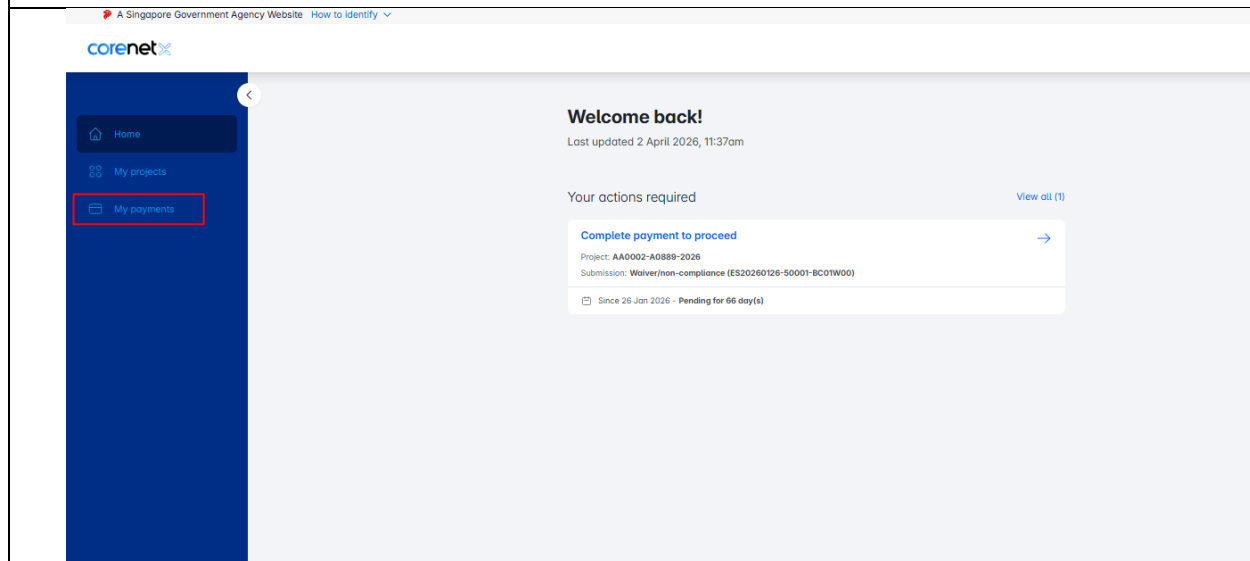 A Singapore Government Agency Website How to identify
corenetX
Home
My projects
My payments
Welcome back!
Last updated 2 April 2026, 11:37am
Your actions required
View all (1)
Complete payment to proceed
Project: AA0002-A0889-2026
Submission: Waiver/non-compliance (ES20260126-50001-BC01W00)
Since 26 Jan 2026 - Pending for 66 day(s)